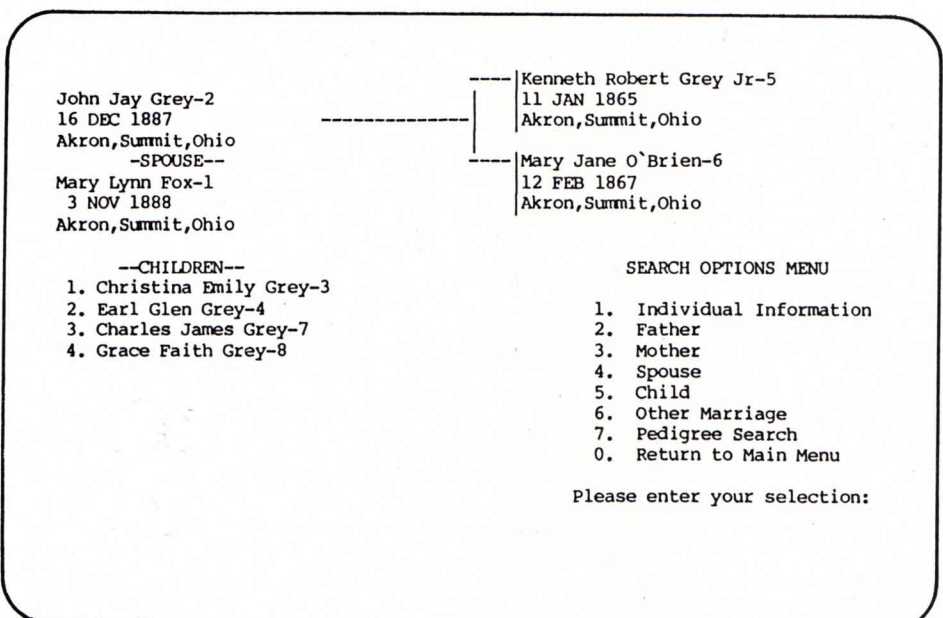 John Jay Grey-2
16 DEC 1887
Akron,Summit,Ohio
-SPOUSE--
Mary Lynn Fox-1
3 NOV 1888
Akron,Summit,Ohio
--CHILDREN--
1. Christina Emily Grey-3
2. Earl Glen Grey-4
3. Charles James Grey-7
4. Grace Faith Grey-8
Kenneth Robert Grey Jr-5
11 JAN 1865
Akron,Summit,Ohio
Mary Jane O`Brien-6
12 FEB 1867
Akron,Summit,Ohio
SEARCH OPTIONS MENU
1. Individual Information
2. Father
3. Mother
4. Spouse
5. Child
6. Other Marriage
7. Pedigree Search
0. Return to Main Menu
Please enter your selection: